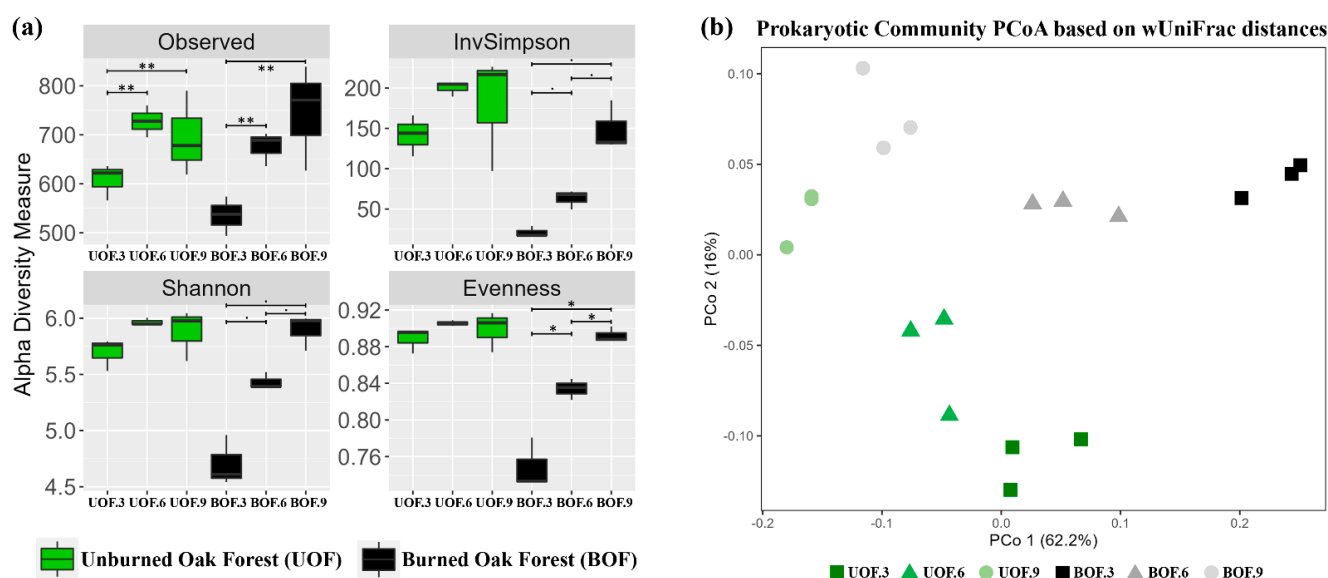 (a)
Observed
InvSimpson
Alpha Diversity Measure
800
700
600
500
** ** ** **
200
150
100
50
. . .
UOF.3 UOF.6 UOF.9 BOF.3 BOF.6 BOF.9
UOF.3 UOF.6 UOF.9 BOF.3 BOF.6 BOF.9
Shannon
Evenness
6.0
5.5
5.0
4.5
. . .
0.92
0.88
0.84
0.80
0.76
* * *
UOF.3 UOF.6 UOF.9 BOF.3 BOF.6 BOF.9
UOF.3 UOF.6 UOF.9 BOF.3 BOF.6 BOF.9
Unburned Oak Forest (UOF)
Burned Oak Forest (BOF)
(b) Prokaryotic Community PCoA based on wUniFrac distances
PCo 2 (16%)
0.10
0.05
0.00
-0.05
-0.10
-0.2 -0.1 0.0 0.1 0.2
PCo 1 (62.2%)
UOF.3 UOF.6 UOF.9 BOF.3 BOF.6 BOF.9